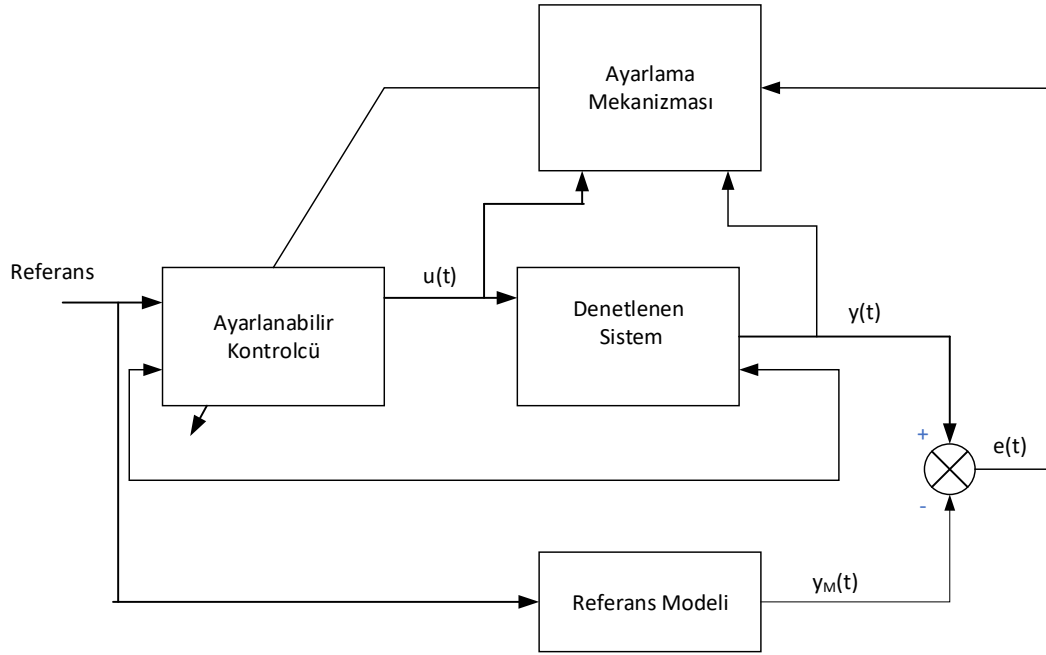 Ayarlama
Mekanizması
Referans
u(t)
Ayarlanabilir
Kontrolcü
Denetlenen
Sistem
y(t)
+
e(t)
-
Referans Modeli
yM(t)